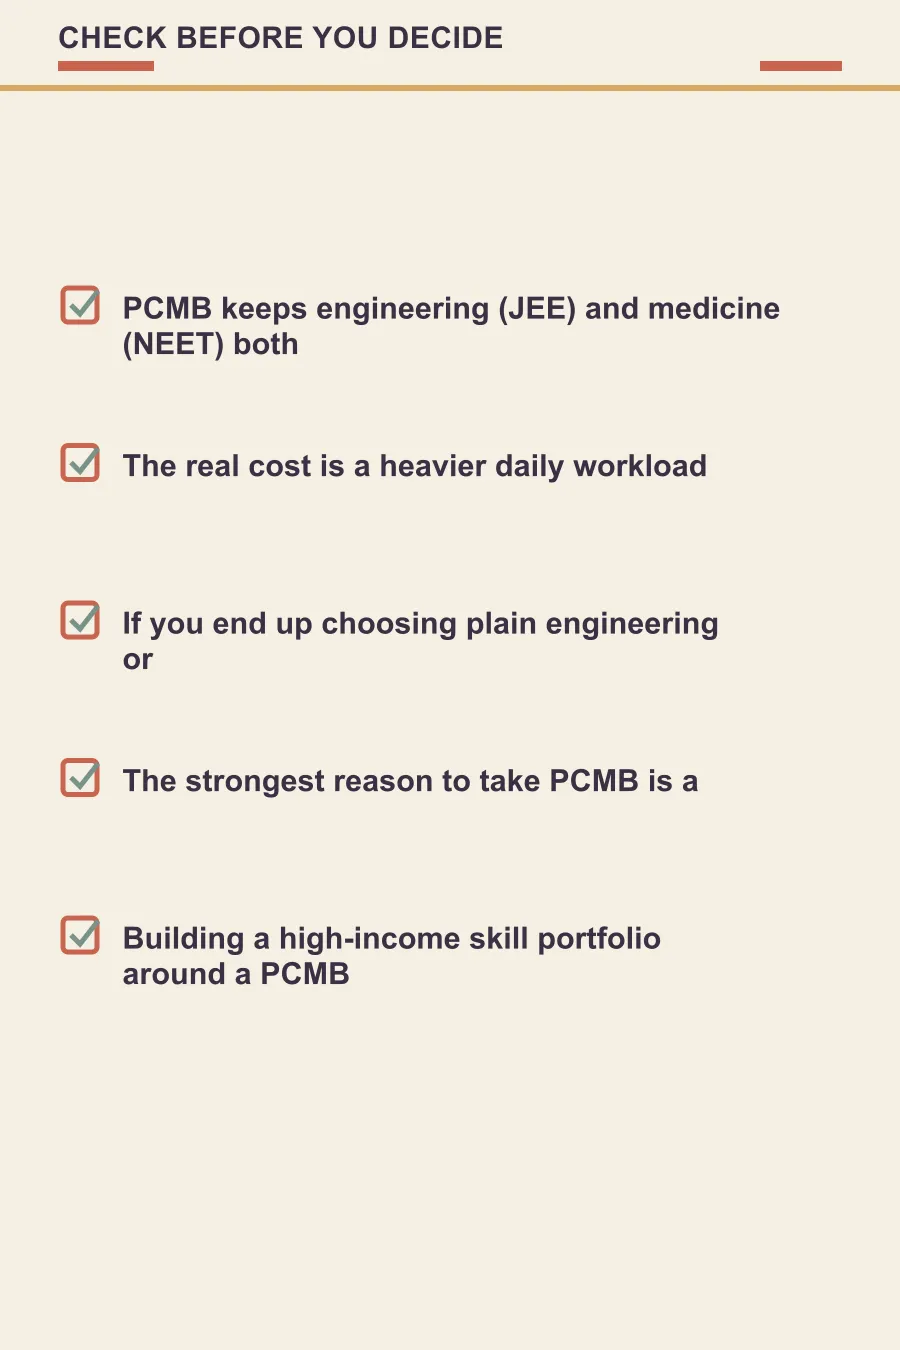 CHECK BEFORE YOU DECIDE
PCMB keeps engineering (JEE) and medicine
(NEET) both
The real cost is a heavier daily workload
If you end up choosing plain engineering
or
The strongest reason to take PCMB is a
Building a high-income skill portfolio
around a PCMB